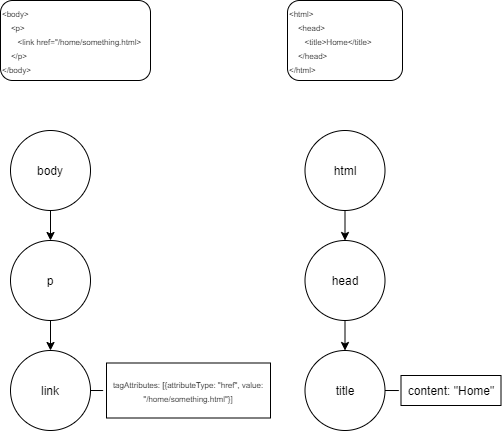 <body>
<p>
<link href="/home/something.html>
</p>
</body>
<html>
<head>
<title>Home</title>
</head>
</html>
body
html
p
head
link
tagAttributes: [{attributeType: "href", value:
"/home/something.html"}]
title
content: "Home"